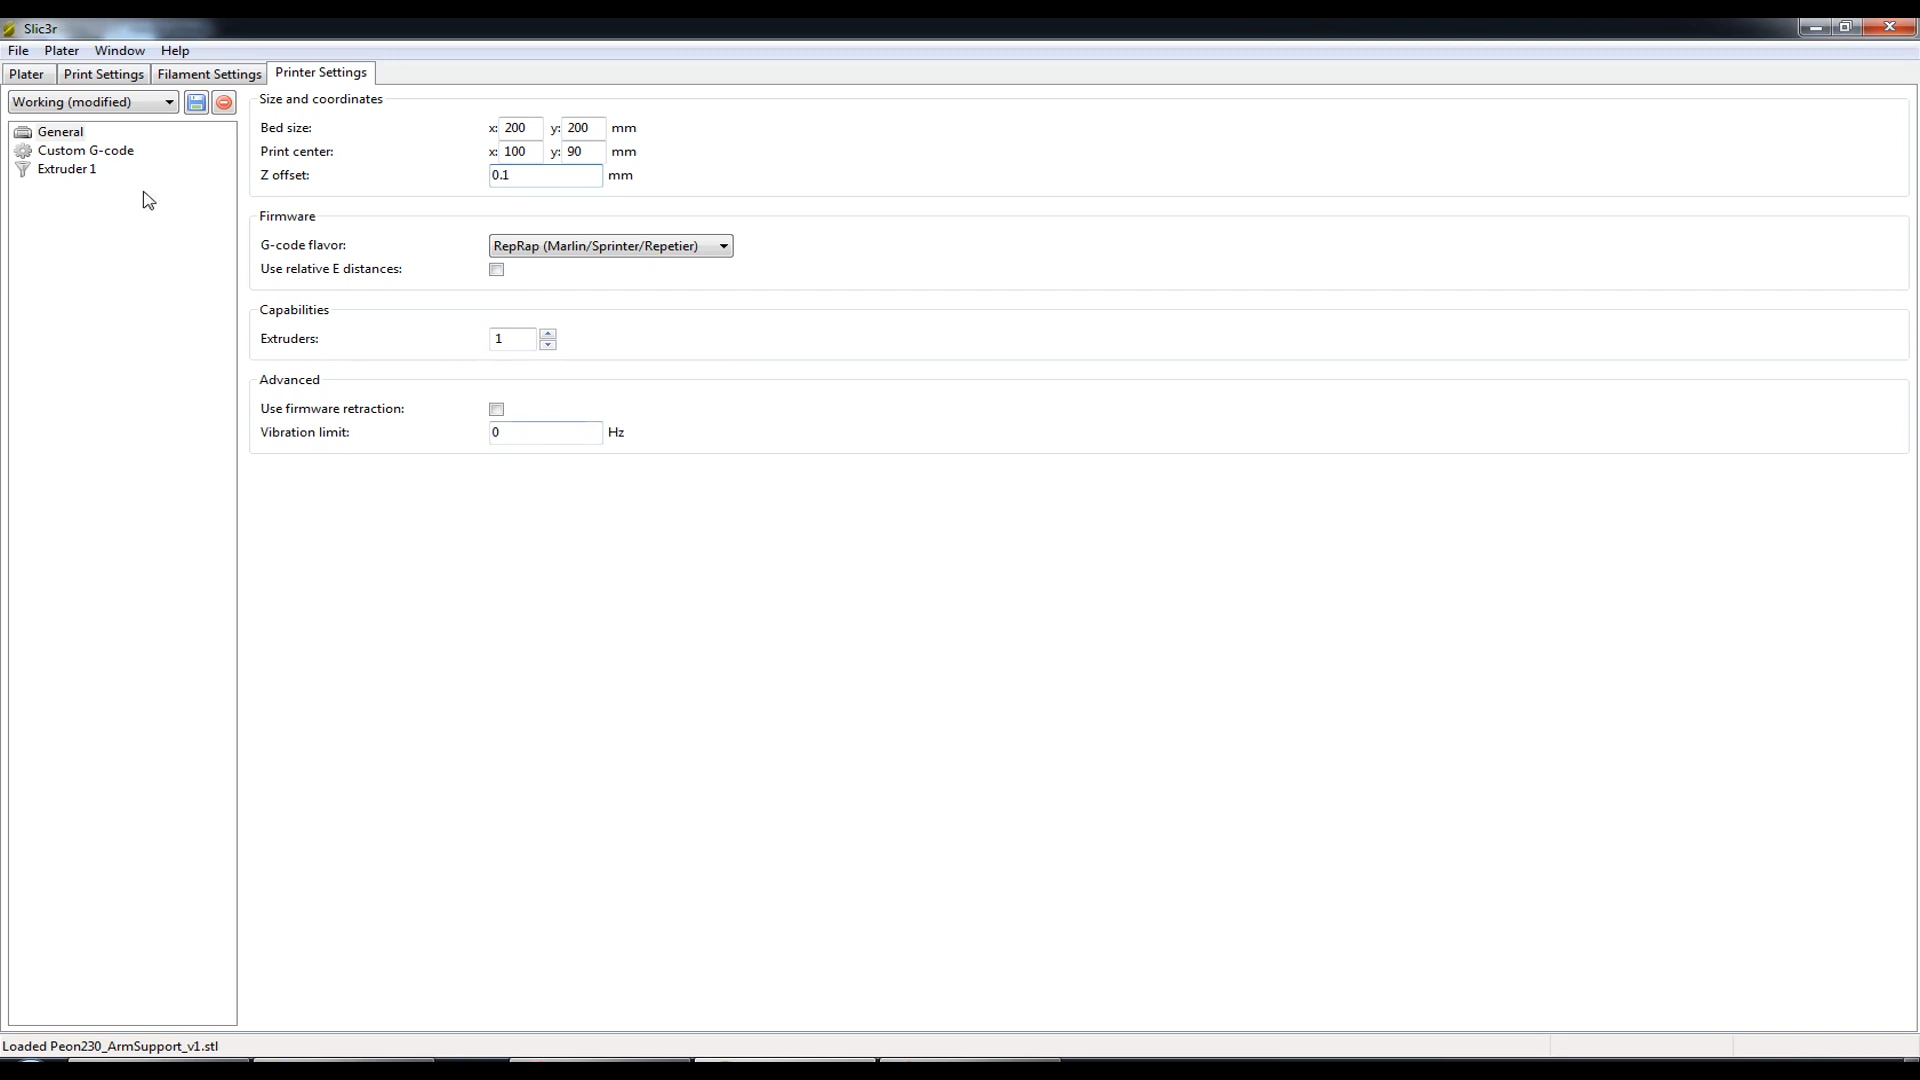 Slic3r
File Plater Window Help
Plater Print Settings Filament Settings Printer Settings
Working (modified)
General
Custom G-code
Extruder 1
Size and coordinates
Bed size: x: 200 y: 200 mm
Print center: x: 100 y: 90 mm
Z offset: 0.1 mm
Firmware
G-code flavor: RepRap (Marlin/Sprinter/Repetier)
Use relative E distances:
Capabilities
Extruders: 1
Advanced
Use firmware retraction:
Vibration limit: 0 Hz
Loaded Peon230_ArmSupport_v1.stl